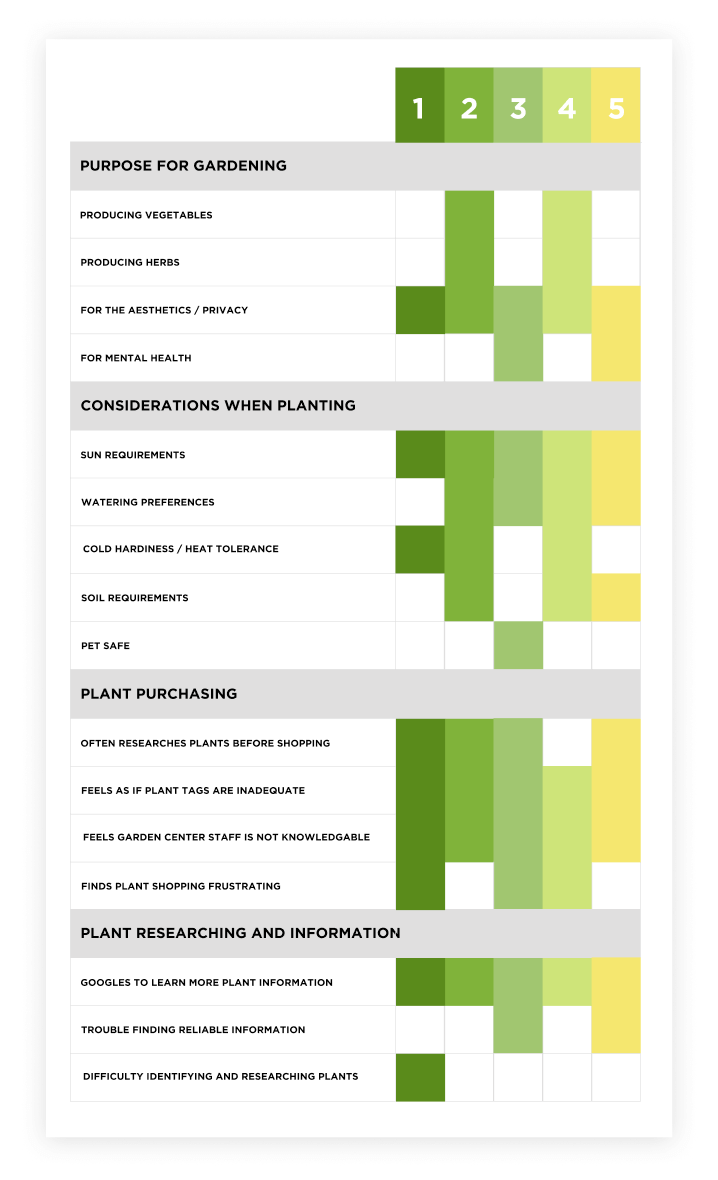 1 2 3 4 5
PURPOSE FOR GARDENING
PRODUCING VEGETABLES
PRODUCING HERBS
FOR THE AESTHETICS / PRIVACY
FOR MENTAL HEALTH
CONSIDERATIONS WHEN PLANTING
SUN REQUIREMENTS
WATERING PREFERENCES
COLD HARDINESS / HEAT TOLERANCE
SOIL REQUIREMENTS
PET SAFE
PLANT PURCHASING
OFTEN RESEARCHES PLANTS BEFORE SHOPPING
FEELS AS IF PLANT TAGS ARE INADEQUATE
FEELS GARDEN CENTER STAFF IS NOT KNOWLEDGABLE
FINDS PLANT SHOPPING FRUSTRATING
PLANT RESEARCHING AND INFORMATION
GOOGLES TO LEARN MORE PLANT INFORMATION
TROUBLE FINDING RELIABLE INFORMATION
DIFFICULTY IDENTIFYING AND RESEARCHING PLANTS